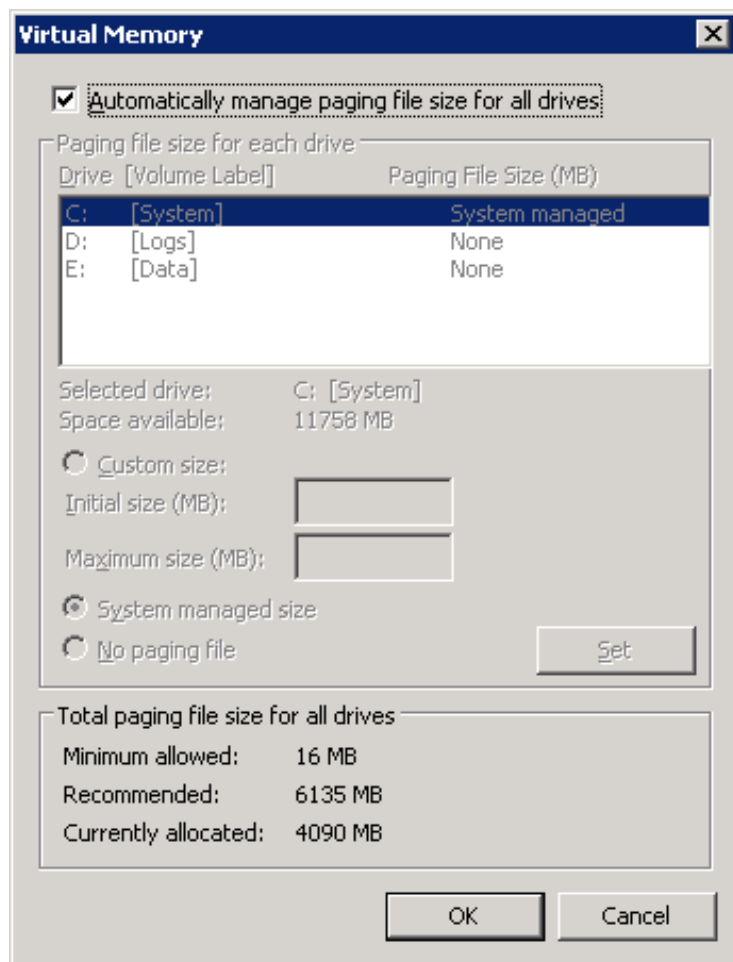 Virtual Memory
Automatically manage paging file size for all drives
Paging file size for each drive
Drive [Volume Label] Paging File Size (MB)
C: [System] System managed
D: [Logs] None
E: [Data] None
Selected drive: C: [System]
Space available: 11758 MB
Custom size:
Initial size (MB):
Maximum size (MB):
System managed size
No paging file
Set
Total paging file size for all drives
Minimum allowed: 16 MB
Recommended: 6135 MB
Currently allocated: 4090 MB
OK Cancel